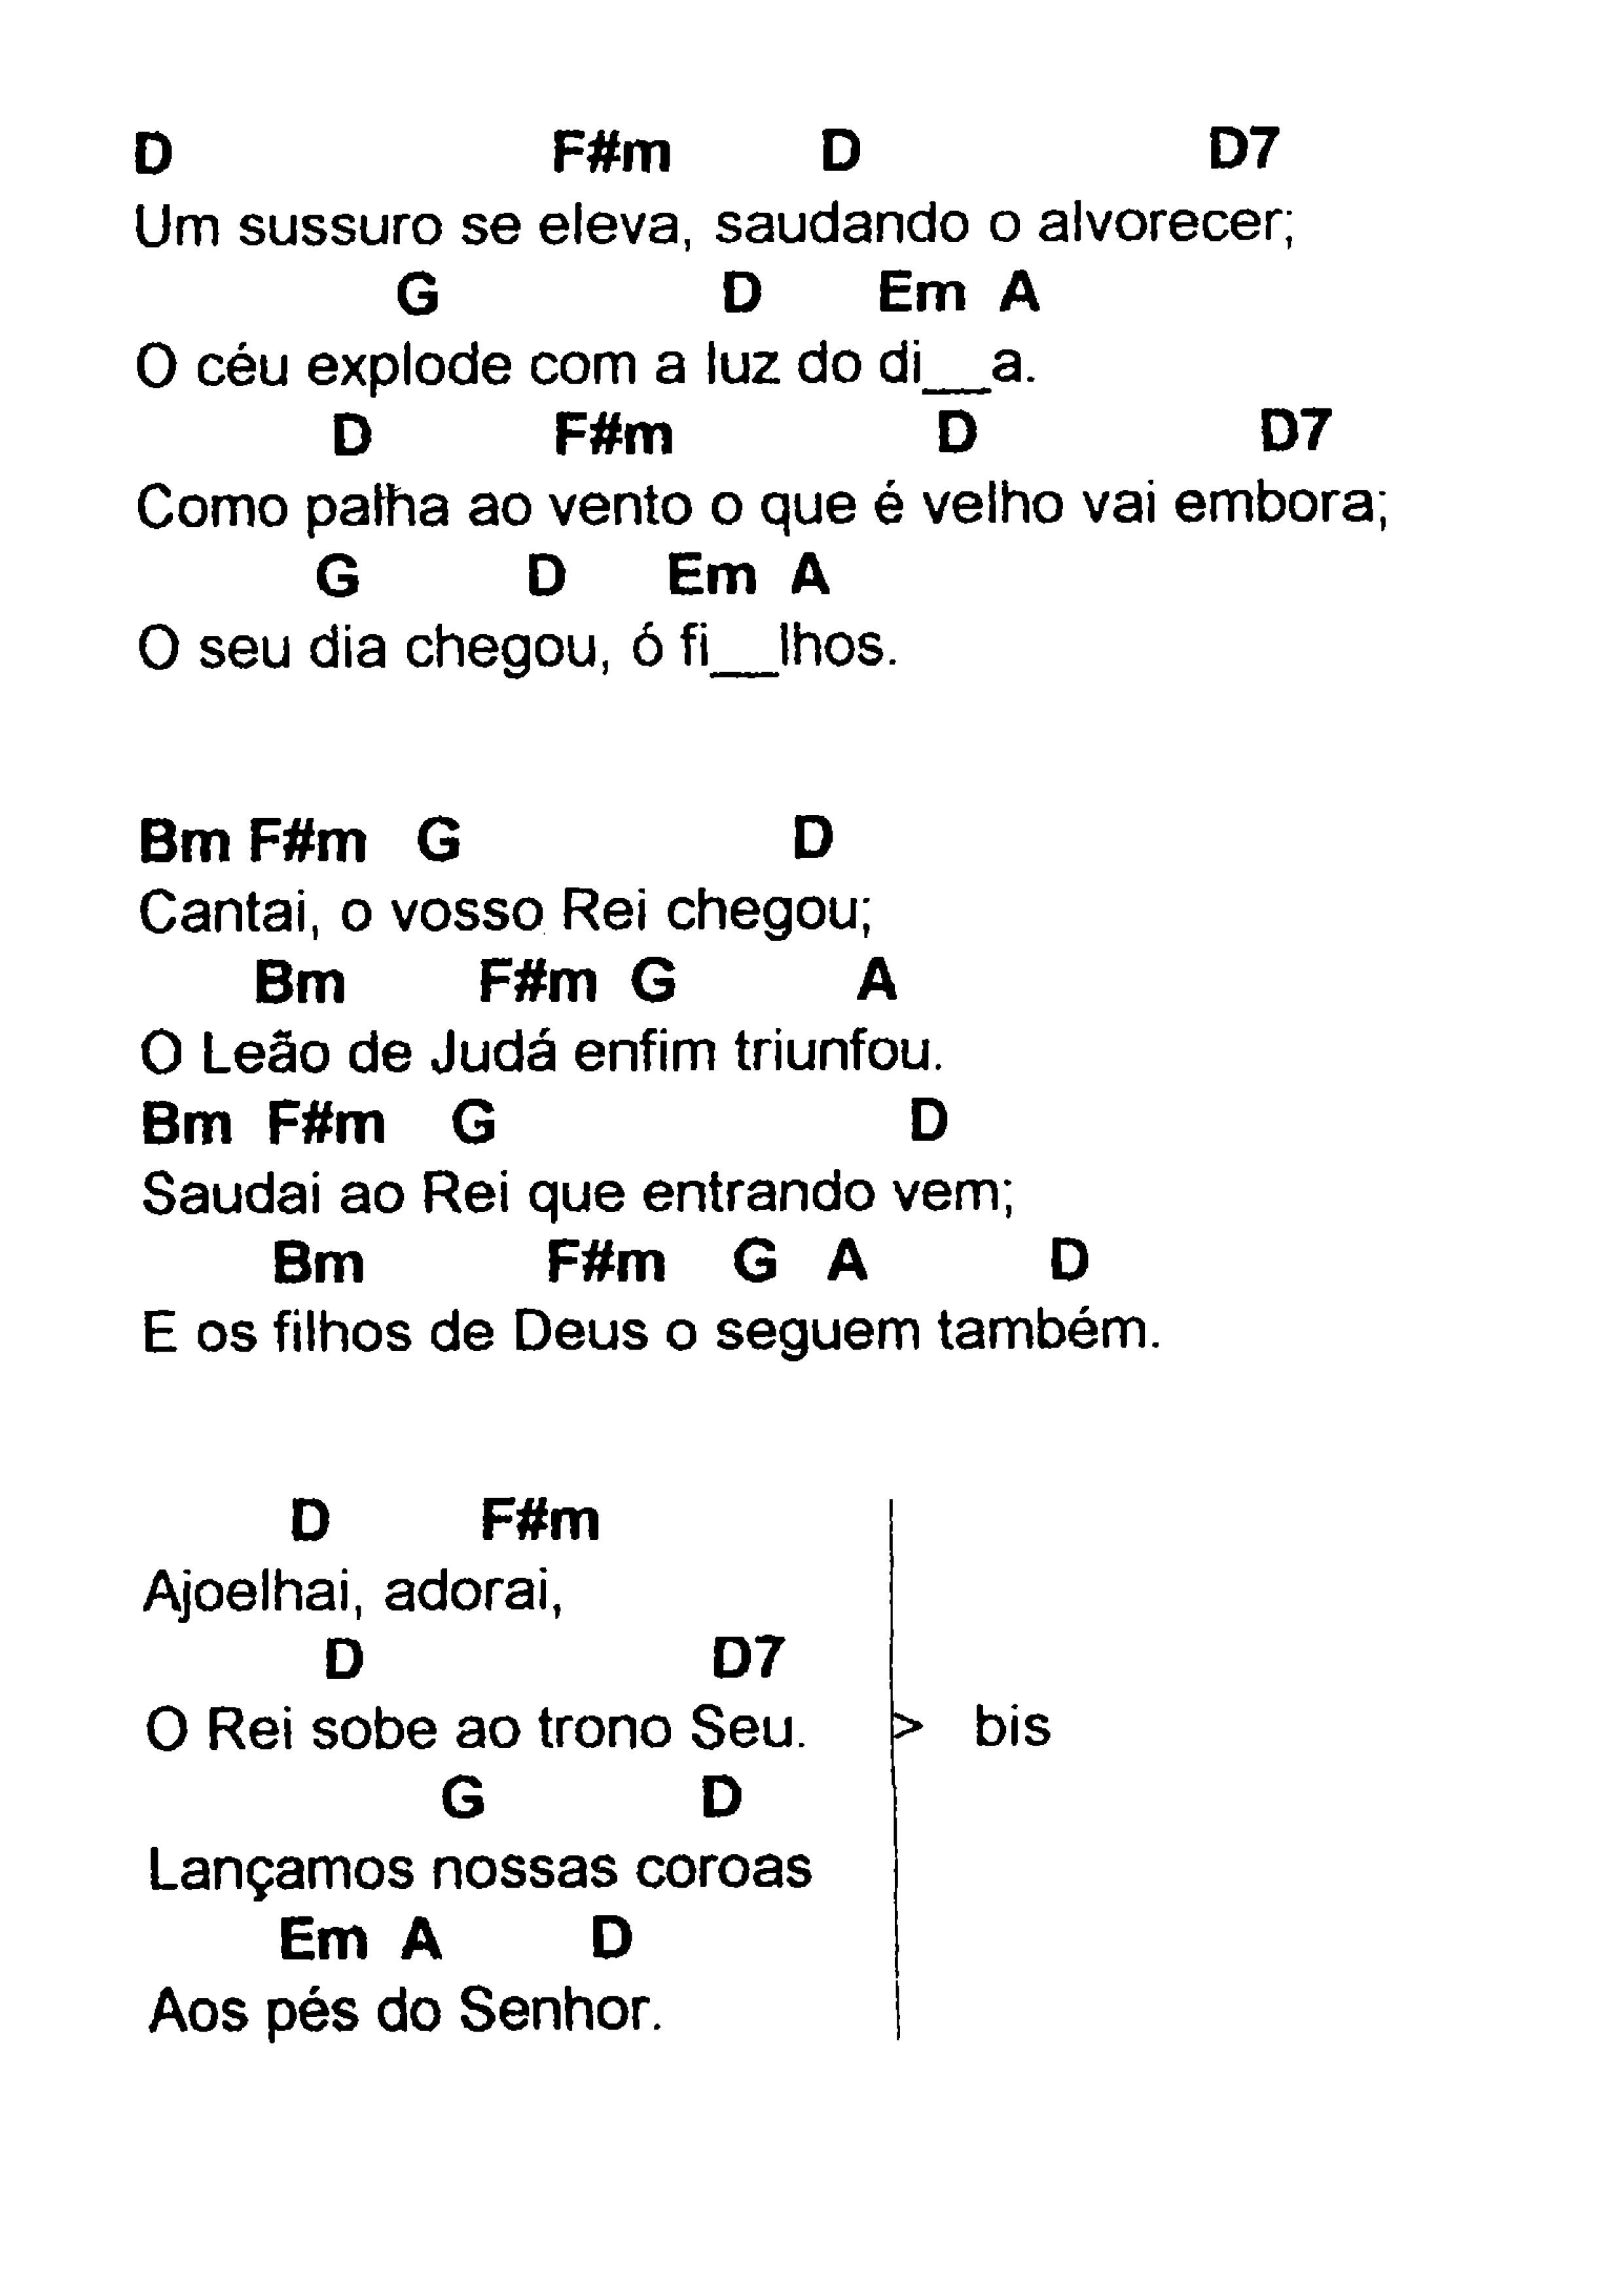 D F#m D D7
Um sussuro se eleva, saudando o alvorecer;
G D Em A
O céu explode com a luz do di__a.
D F#m D D7
Como palha ao vento o que é velho vai embora;
G D Em A
O seu dia chegou, ó fi__lhos.
Bm F#m G D
Cantai, o vosso Rei chegou;
Bm F#m G A
O Leão de Judá enfim triunfou.
Bm F#m G D
Saudai ao Rei que entrando vem;
Bm F#m G A D
E os filhos de Deus o seguem também.
D F#m
Ajoelhai, adorai,
D D7
O Rei sobe ao trono Seu. > bis
G D
Lançamos nossas coroas
Em A D
Aos pés do Senhor.